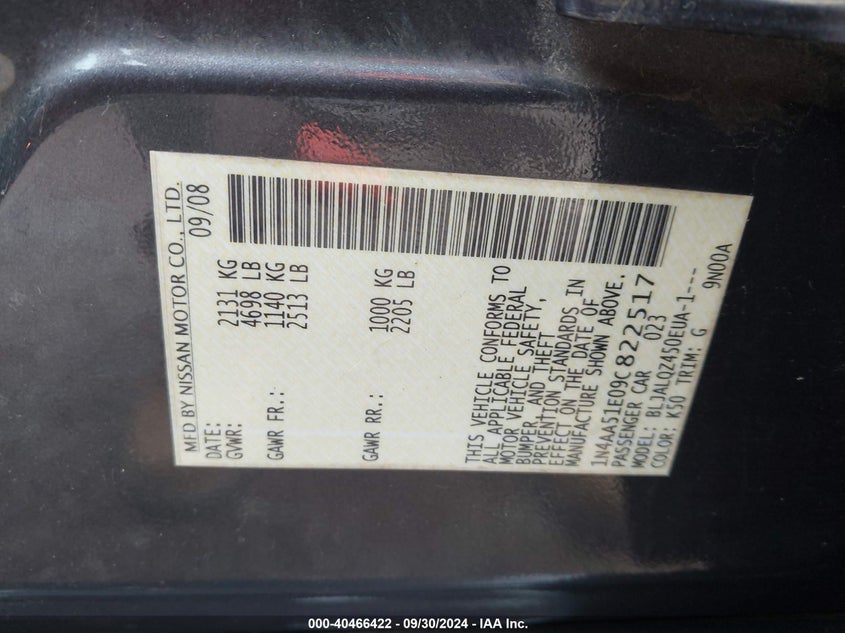 MFD BY NISSAN MOTOR CO., LTD.
DATE: 09/08
GVWR: 2131 KG
4698 LB
GAWR FR.: 1140 KG
2513 LB
GAWR RR.: 1000 KG
2205 LB
THIS VEHICLE CONFORMS TO
ALL APPLICABLE FEDERAL
MOTOR VEHICLE SAFETY,
BUMPER, AND THEFT
PREVENTION STANDARDS IN
EFFECT ON THE DATE OF
MANUFACTURE SHOWN ABOVE.
1N4AA51E09C822517
PASSENGER CAR 023
MODEL: BLJALQZ450EUA-1---
COLOR: K50 TRIM: G 9N00A
000-40466422 - 09/30/2024 - IAA Inc.